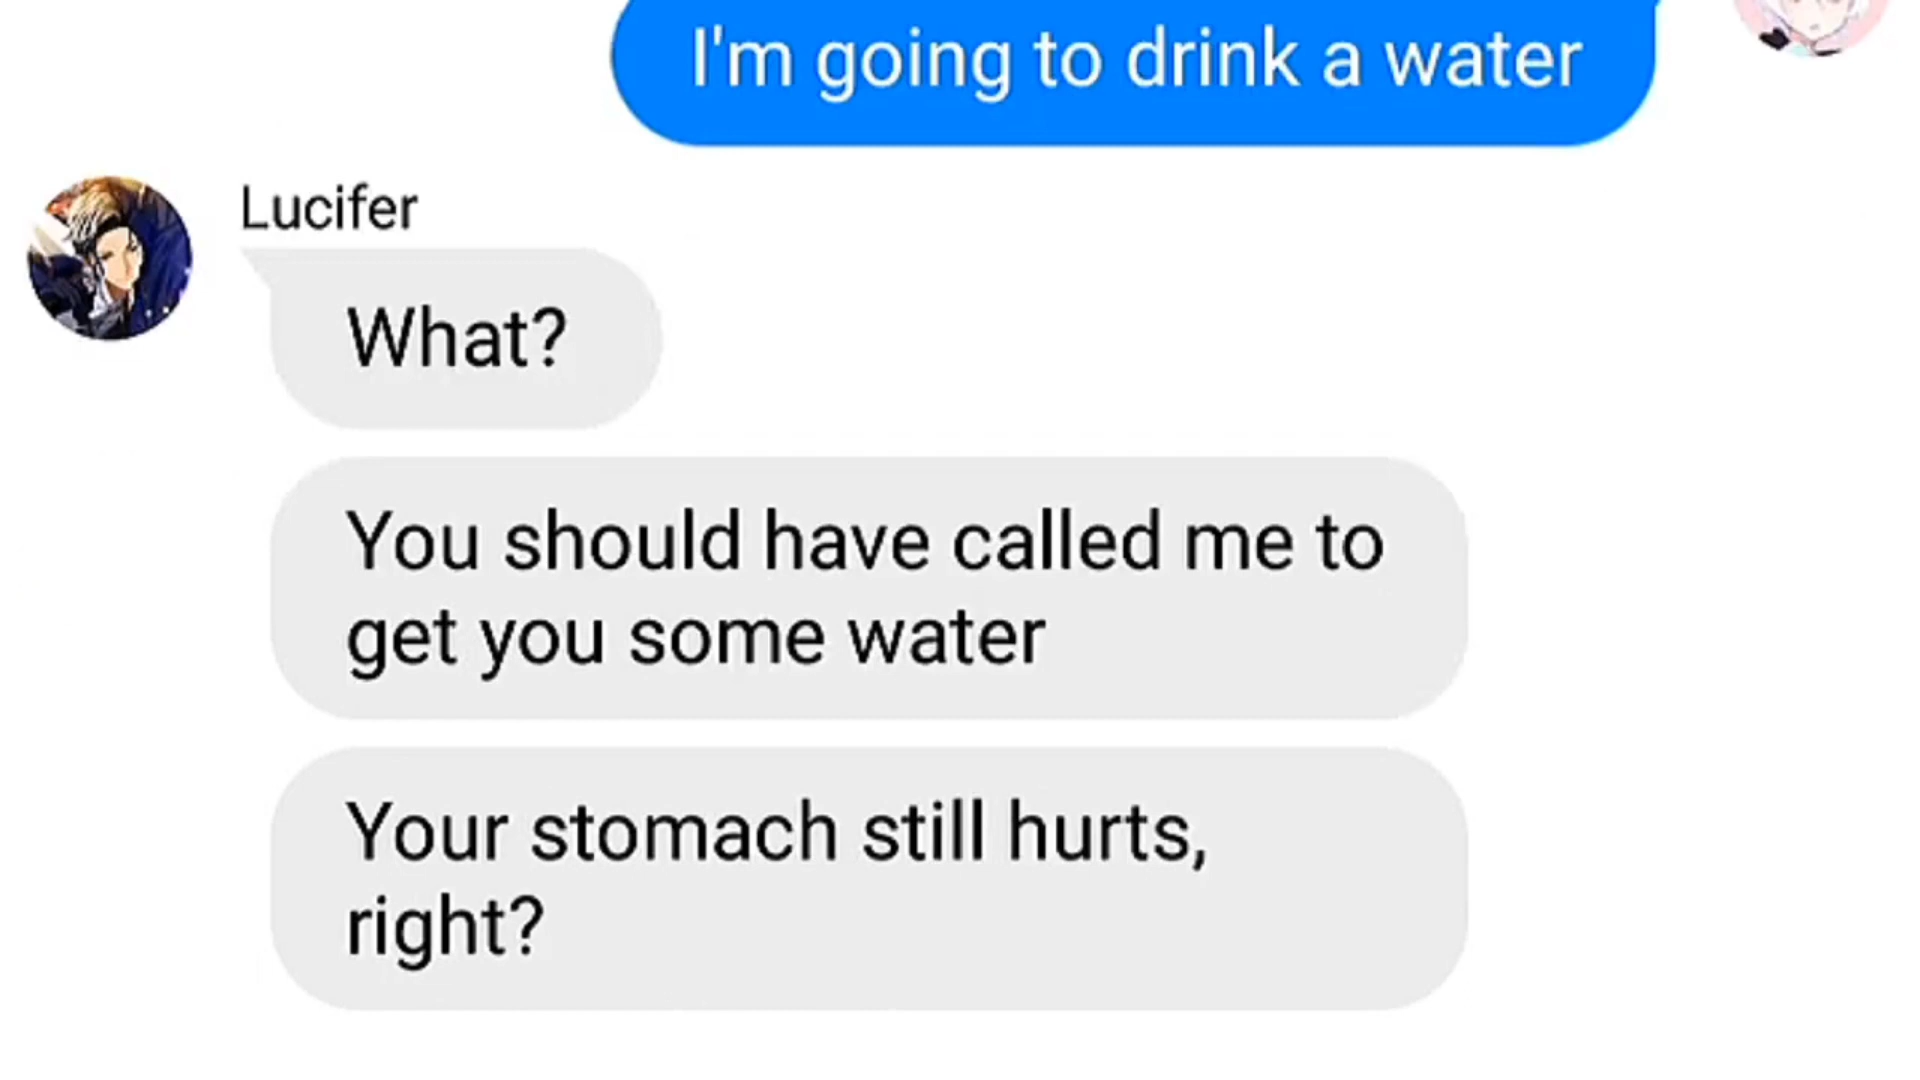 I'm going to drink a water
Lucifer
What?
You should have called me to
get you some water
Your stomach still hurts,
right?